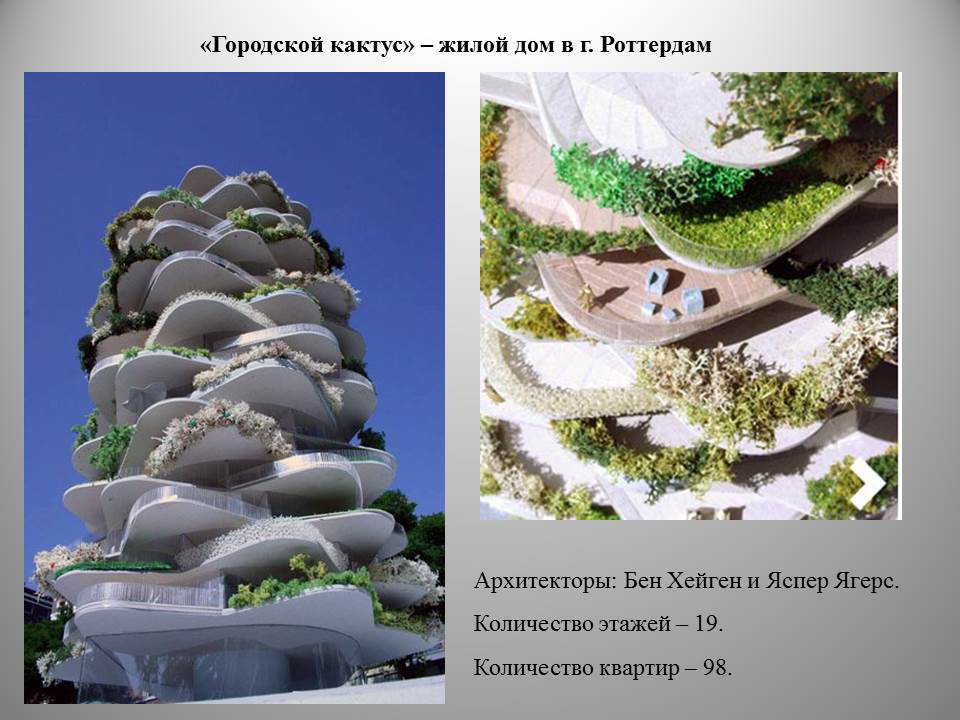 «Городской кактус» – жилой дом в г. Роттердам
Архитекторы: Бен Хейген и Яспер Ягерс.
Количество этажей – 19.
Количество квартир – 98.